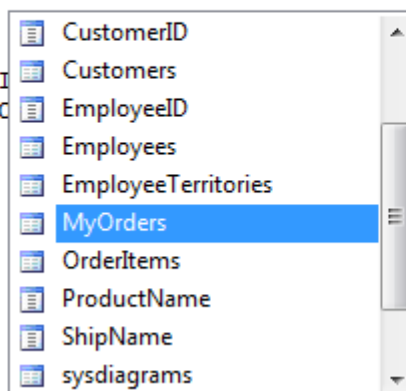 CustomerID
Customers
EmployeeID
Employees
EmployeeTerritories
MyOrders
OrderItems
ProductName
ShipName
sysdiagrams